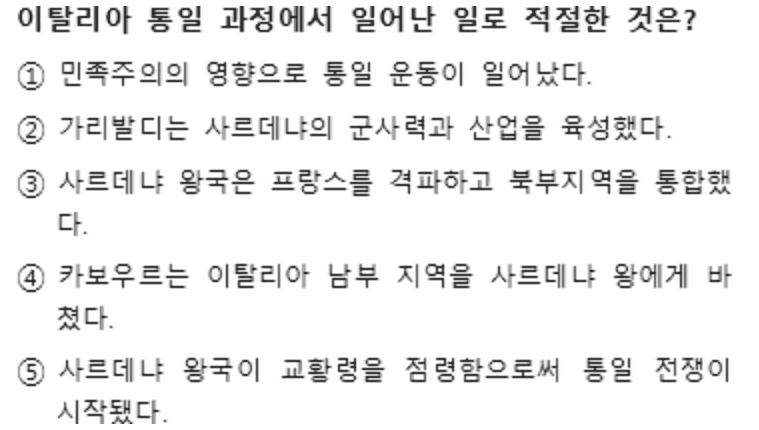 이탈리아 통일 과정에서 일어난 일로 적절한 것은?
① 민족주의의 영향으로 통일 운동이 일어났다.
② 가리발디는 사르데냐의 군사력과 산업을 육성했다.
③ 사르데냐 왕국은 프랑스를 격파하고 북부지역을 통합했
다.
④ 카보우르는 이탈리아 남부 지역을 사르데냐 왕에게 바
쳤다.
⑤ 사르데냐 왕국이 교황령을 점령함으로써 통일 전쟁이
시작됐다.